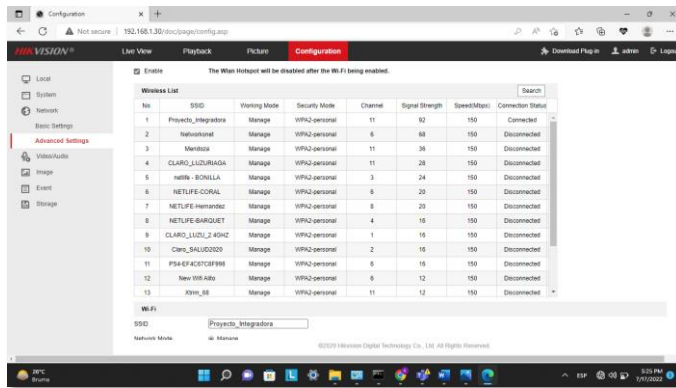 Configuration
Not secure 192.168.1.30/doc/page/config.asp
HIKVISION®
Live View Playback Picture Configuration Download Plug-in admin Logou
Local
System
Network
Basic Settings
Advanced Settings
Video/Audio
Image
Event
Storage
Enable The Wlan Hotspot will be disabled after the Wi-Fi being enabled.
Wireless List Search
No. SSID Working Mode Security Mode Channel Signal Strength Speed(Mbps) Connection Status
1 Proyecto_Integradora Manage WPA2-personal 11 92 150 Connected
2 Networkonet Manage WPA2-personal 6 68 150 Disconnected
3 Mendoza Manage WPA2-personal 11 36 150 Disconnected
4 CLARO_LUZURIAGA Manage WPA2-personal 11 28 150 Disconnected
5 netlife - BONILLA Manage WPA2-personal 3 24 150 Disconnected
6 NETLIFE-CORAL Manage WPA2-personal 6 20 150 Disconnected
7 NETLIFE-Hernandez Manage WPA2-personal 8 20 150 Disconnected
8 NETLIFE-BARQUET Manage WPA2-personal 4 16 150 Disconnected
9 CLARO_LUZU_2.4GHZ Manage WPA2-personal 1 16 150 Disconnected
10 Claro_SALUD2020 Manage WPA2-personal 2 16 150 Disconnected
11 Manage WPA2-personal 6 16 150 Disconnected
12 New Wifi Manage WPA2-personal 6 12 150 Disconnected
13 Xtrim_68 Manage WPA2-personal 11 12 150 Disconnected
Wi-Fi
SSID Proyecto_Integradora
Network Mode Manage
©2020 Hikvision Digital Technology Co., Ltd. All Rights Reserved.
26°C
Bruma
ESP
5:25 PM
7/17/2022